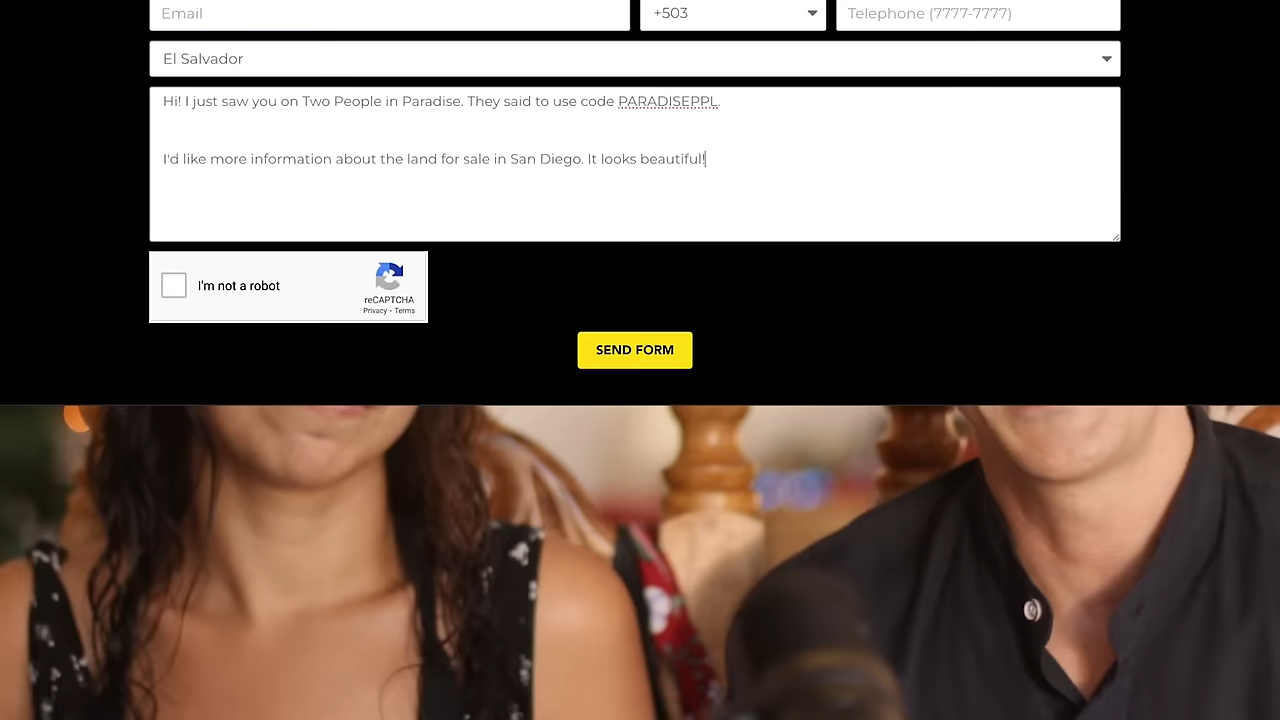 Email
+503
Telephone (7777-7777)
El Salvador
Hi! I just saw you on Two People in Paradise. They said to use code PARADISEPPL.
I'd like more information about the land for sale in San Diego. It looks beautiful!
I'm not a robot
reCAPTCHA
Privacy - Terms
SEND FORM